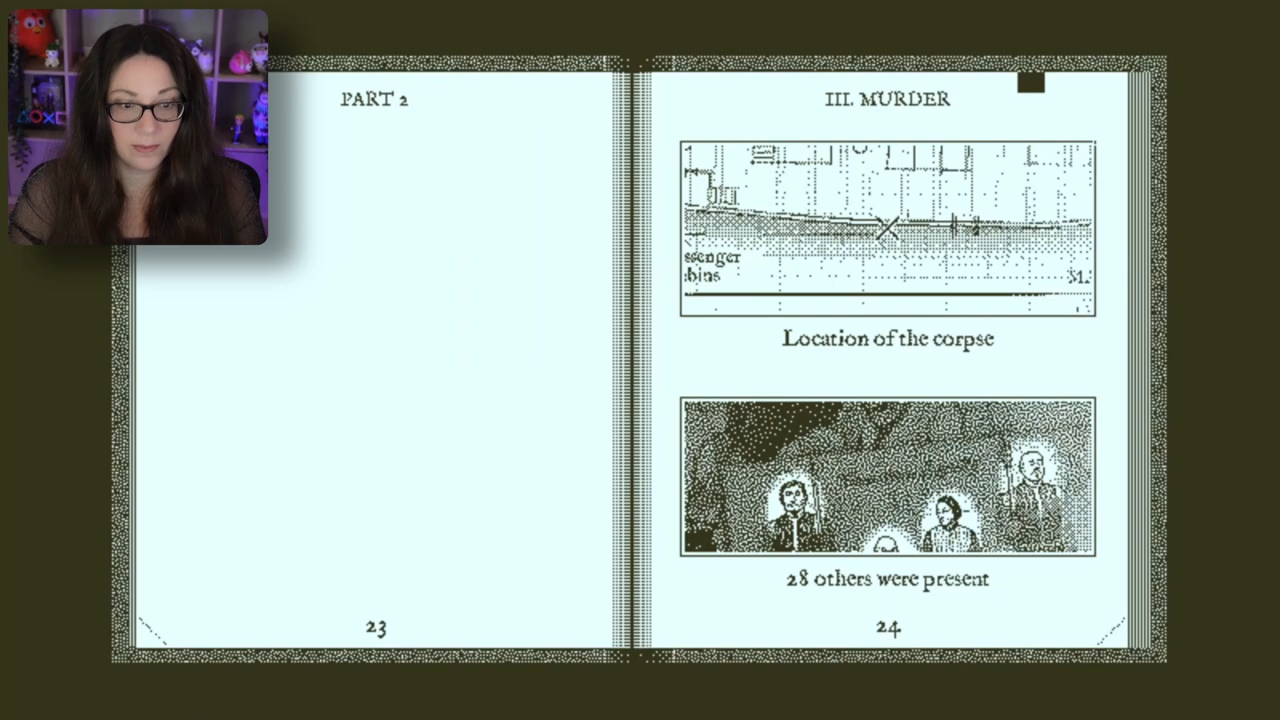 PART 2
23
III. MURDER
ssenger
bins
Location of the corpse
28 others were present
24